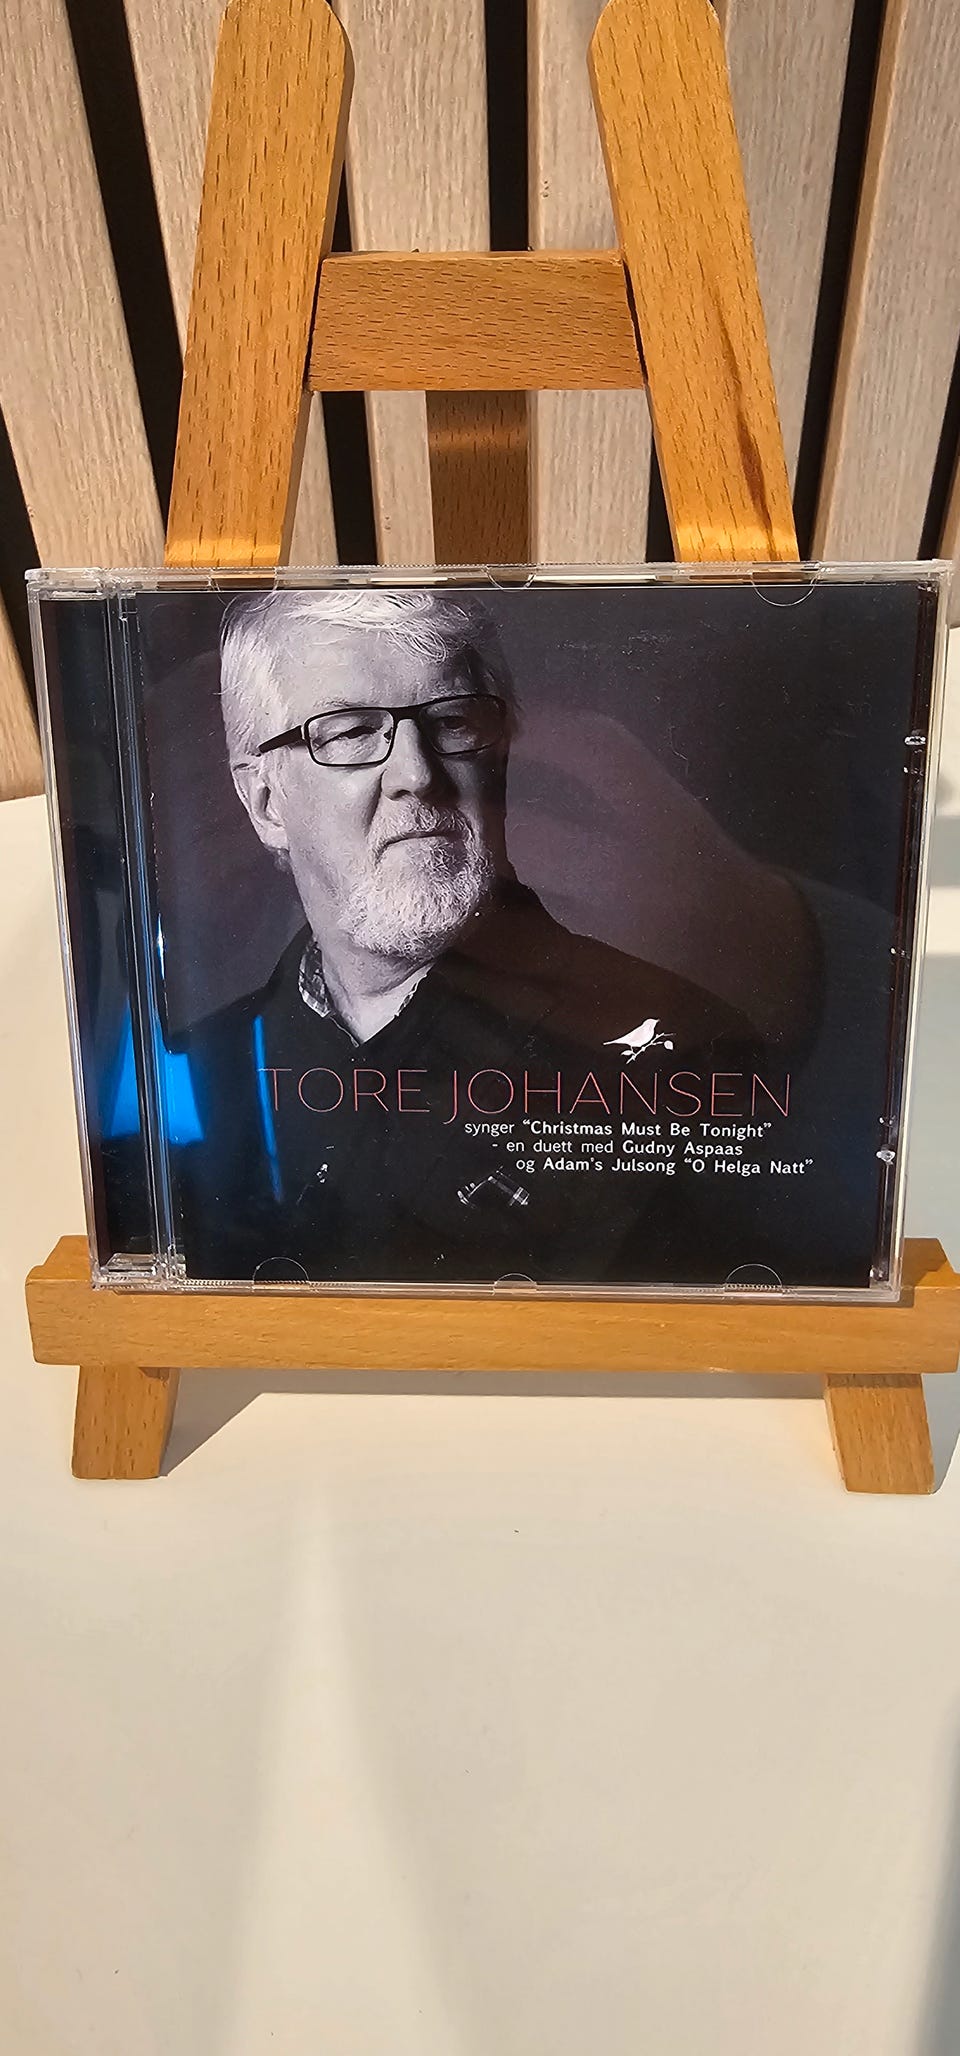 TORE JOHANSEN
synger "Christmas Must Be Tonight"
- en duett med Gudny Aspaas
og Adam's Julsong "O Helga Natt"